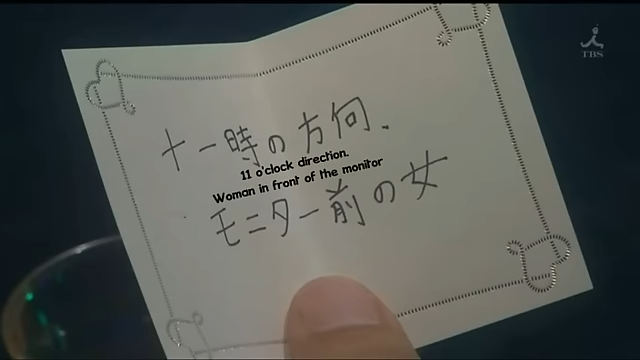 TBS
十一時の方向、
11 o'clock direction.
Woman in front of the monitor
モニター前の女